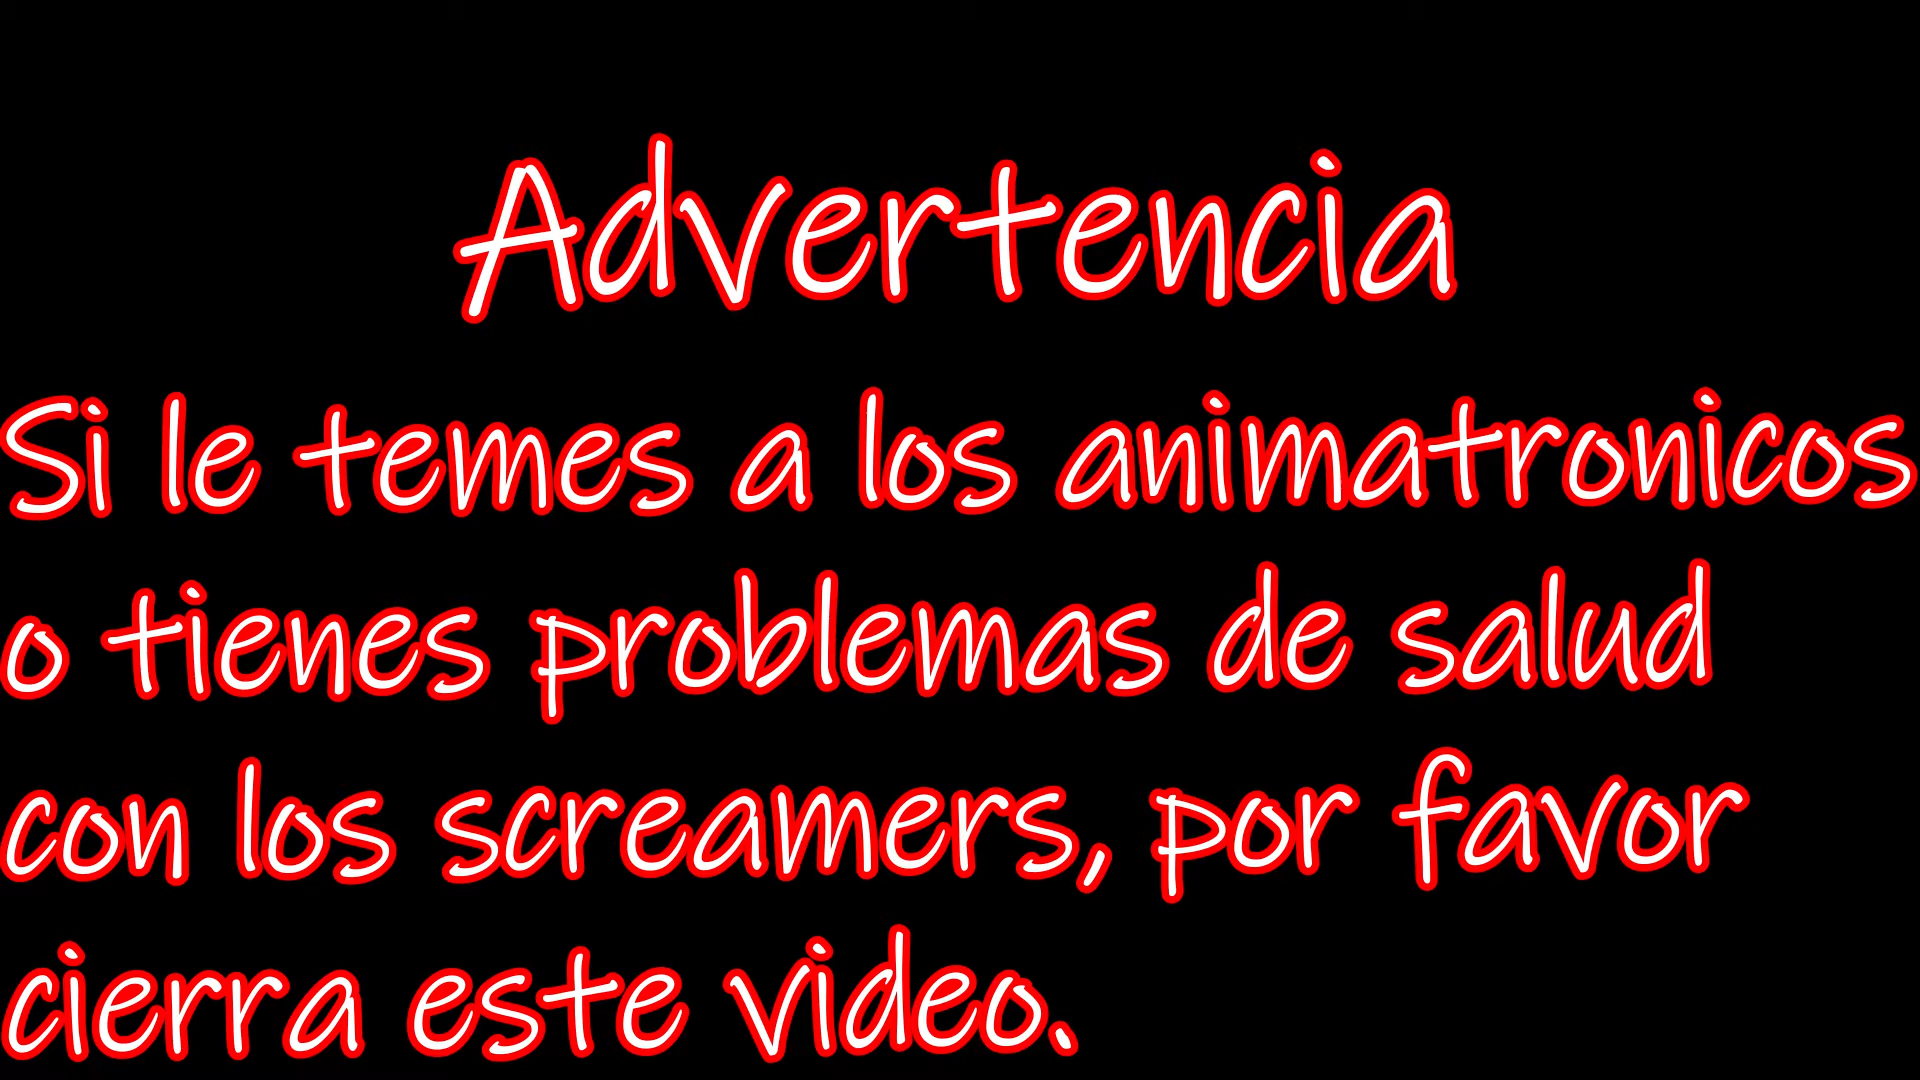 Advertencia
Si le temes a los animatronicos
o tienes problemas de salud
con los screamers, por favor
cierra este video.